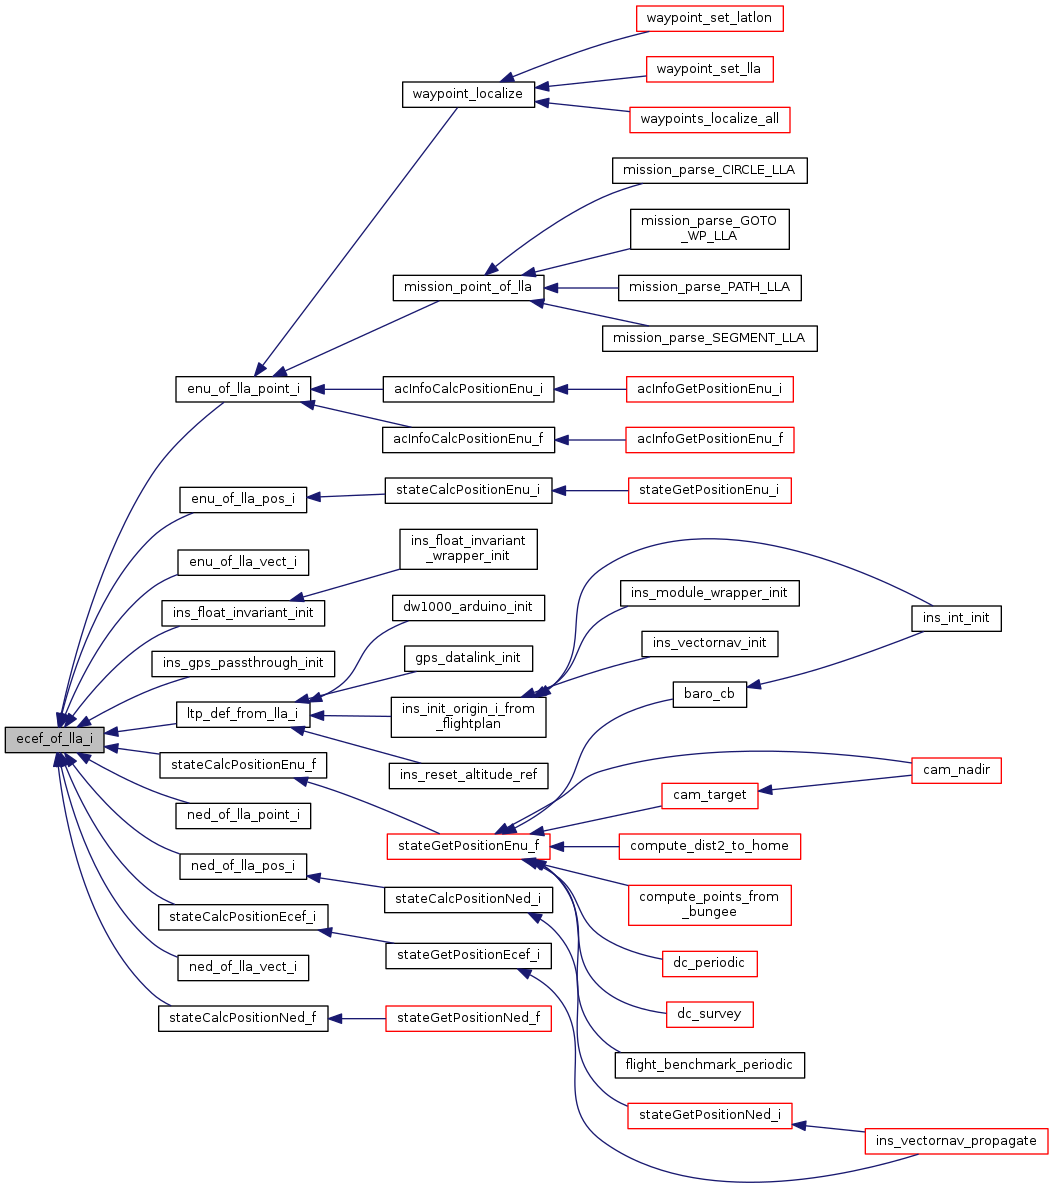 waypoint_set_latlon
waypoint_set_lla
waypoint_localize
waypoints_localize_all
mission_parse_CIRCLE_LLA
mission_parse_GOTO
_WP_LLA
mission_point_of_lla
mission_parse_PATH_LLA
mission_parse_SEGMENT_LLA
enu_of_lla_point_i
acInfoCalcPositionEnu_i
acInfoGetPositionEnu_i
acInfoCalcPositionEnu_f
acInfoGetPositionEnu_f
enu_of_lla_pos_i
stateCalcPositionEnu_i
stateGetPositionEnu_i
ins_float_invariant
_wrapper_init
enu_of_lla_vect_i
ins_module_wrapper_init
dw1000_arduino_init
ins_float_invariant_init
ins_int_init
ins_vectornav_init
gps_datalink_init
ins_gps_passthrough_init
baro_cb
ltp_def_from_lla_i
ins_init_origin_i_from
_flightplan
ecef_of_lla_i
stateCalcPositionEnu_f
ins_reset_altitude_ref
cam_nadir
cam_target
ned_of_lla_point_i
stateGetPositionEnu_f
compute_dist2_to_home
ned_of_lla_pos_i
stateCalcPositionNed_i
compute_points_from
_bungee
stateCalcPositionEcef_i
stateGetPositionEcef_i
dc_periodic
ned_of_lla_vect_i
stateCalcPositionNed_f
stateGetPositionNed_f
dc_survey
flight_benchmark_periodic
stateGetPositionNed_i
ins_vectornav_propagate